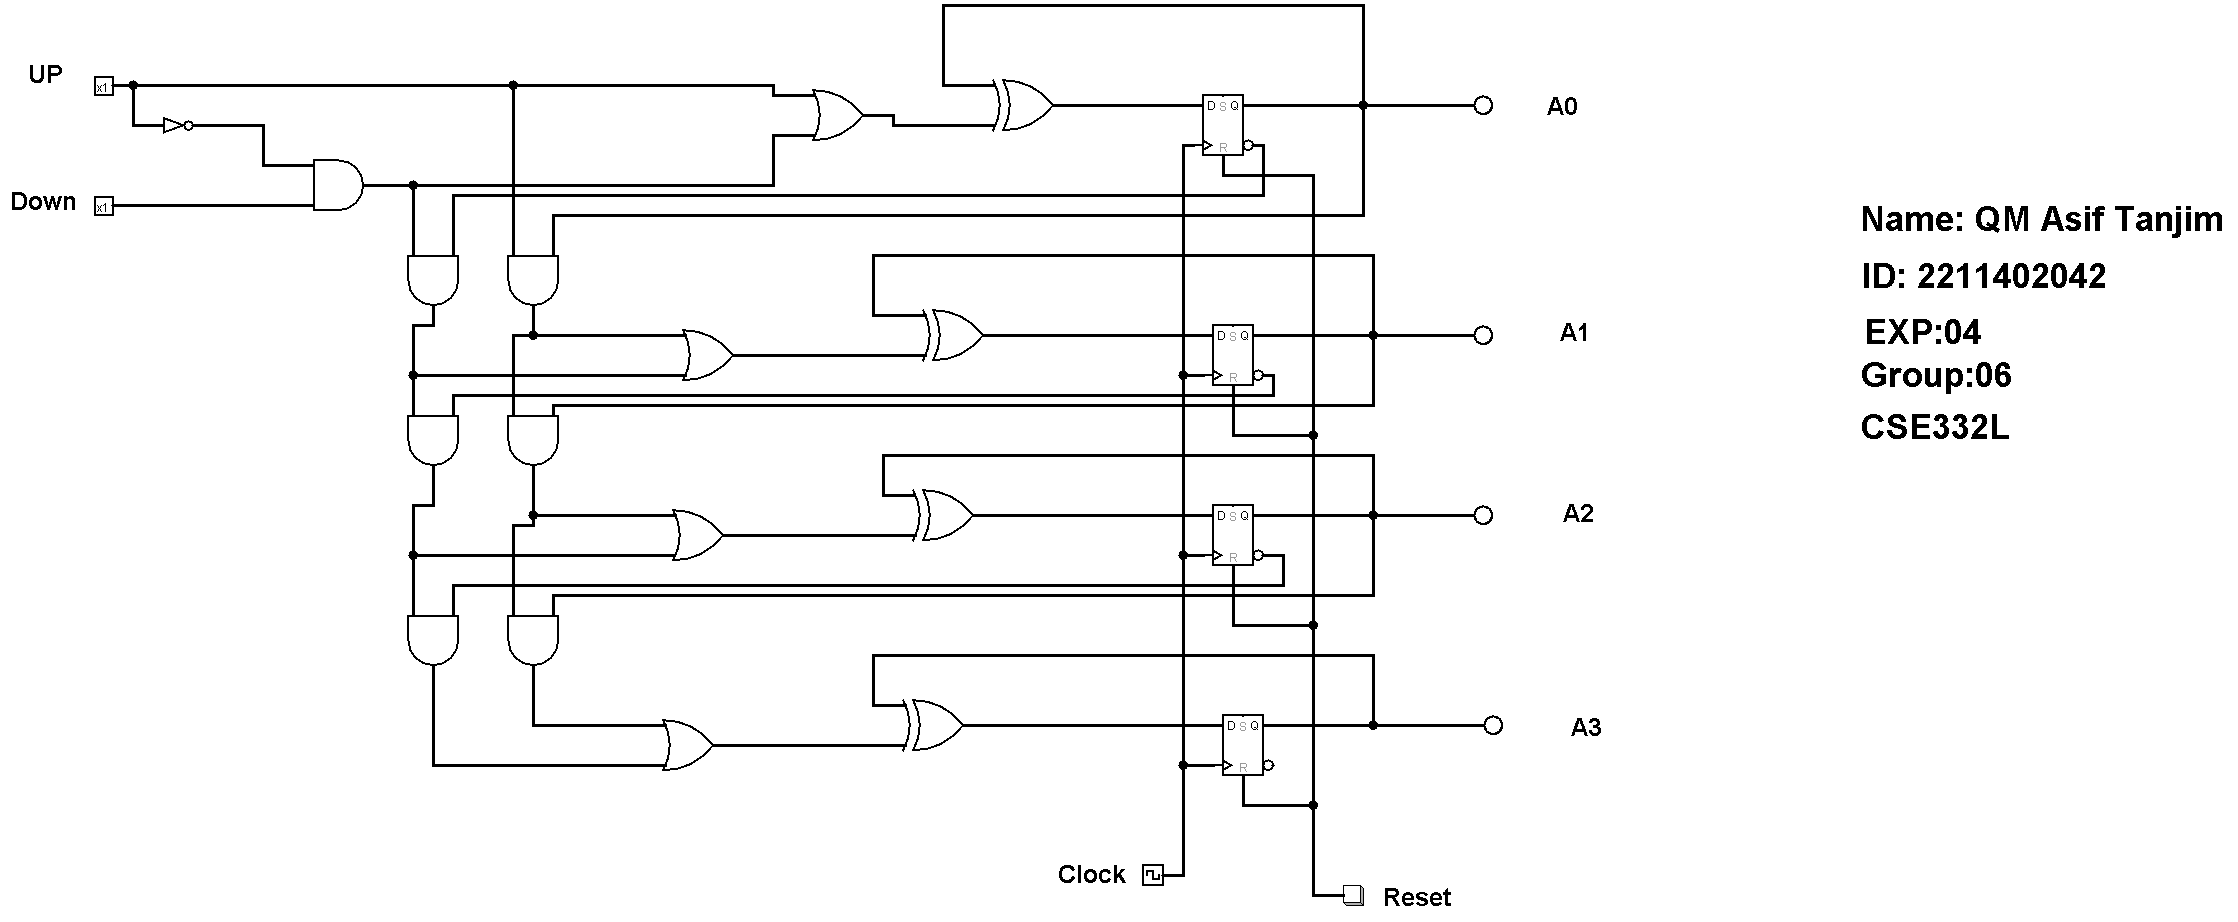 UP
x1
Down
x1
D S Q
R
A0
Name: QM Asif Tanjim
ID: 2211402042
EXP:04
Group:06
CSE332L
D S Q
R
A1
D S Q
R
A2
D S Q
R
A3
Clock
Reset